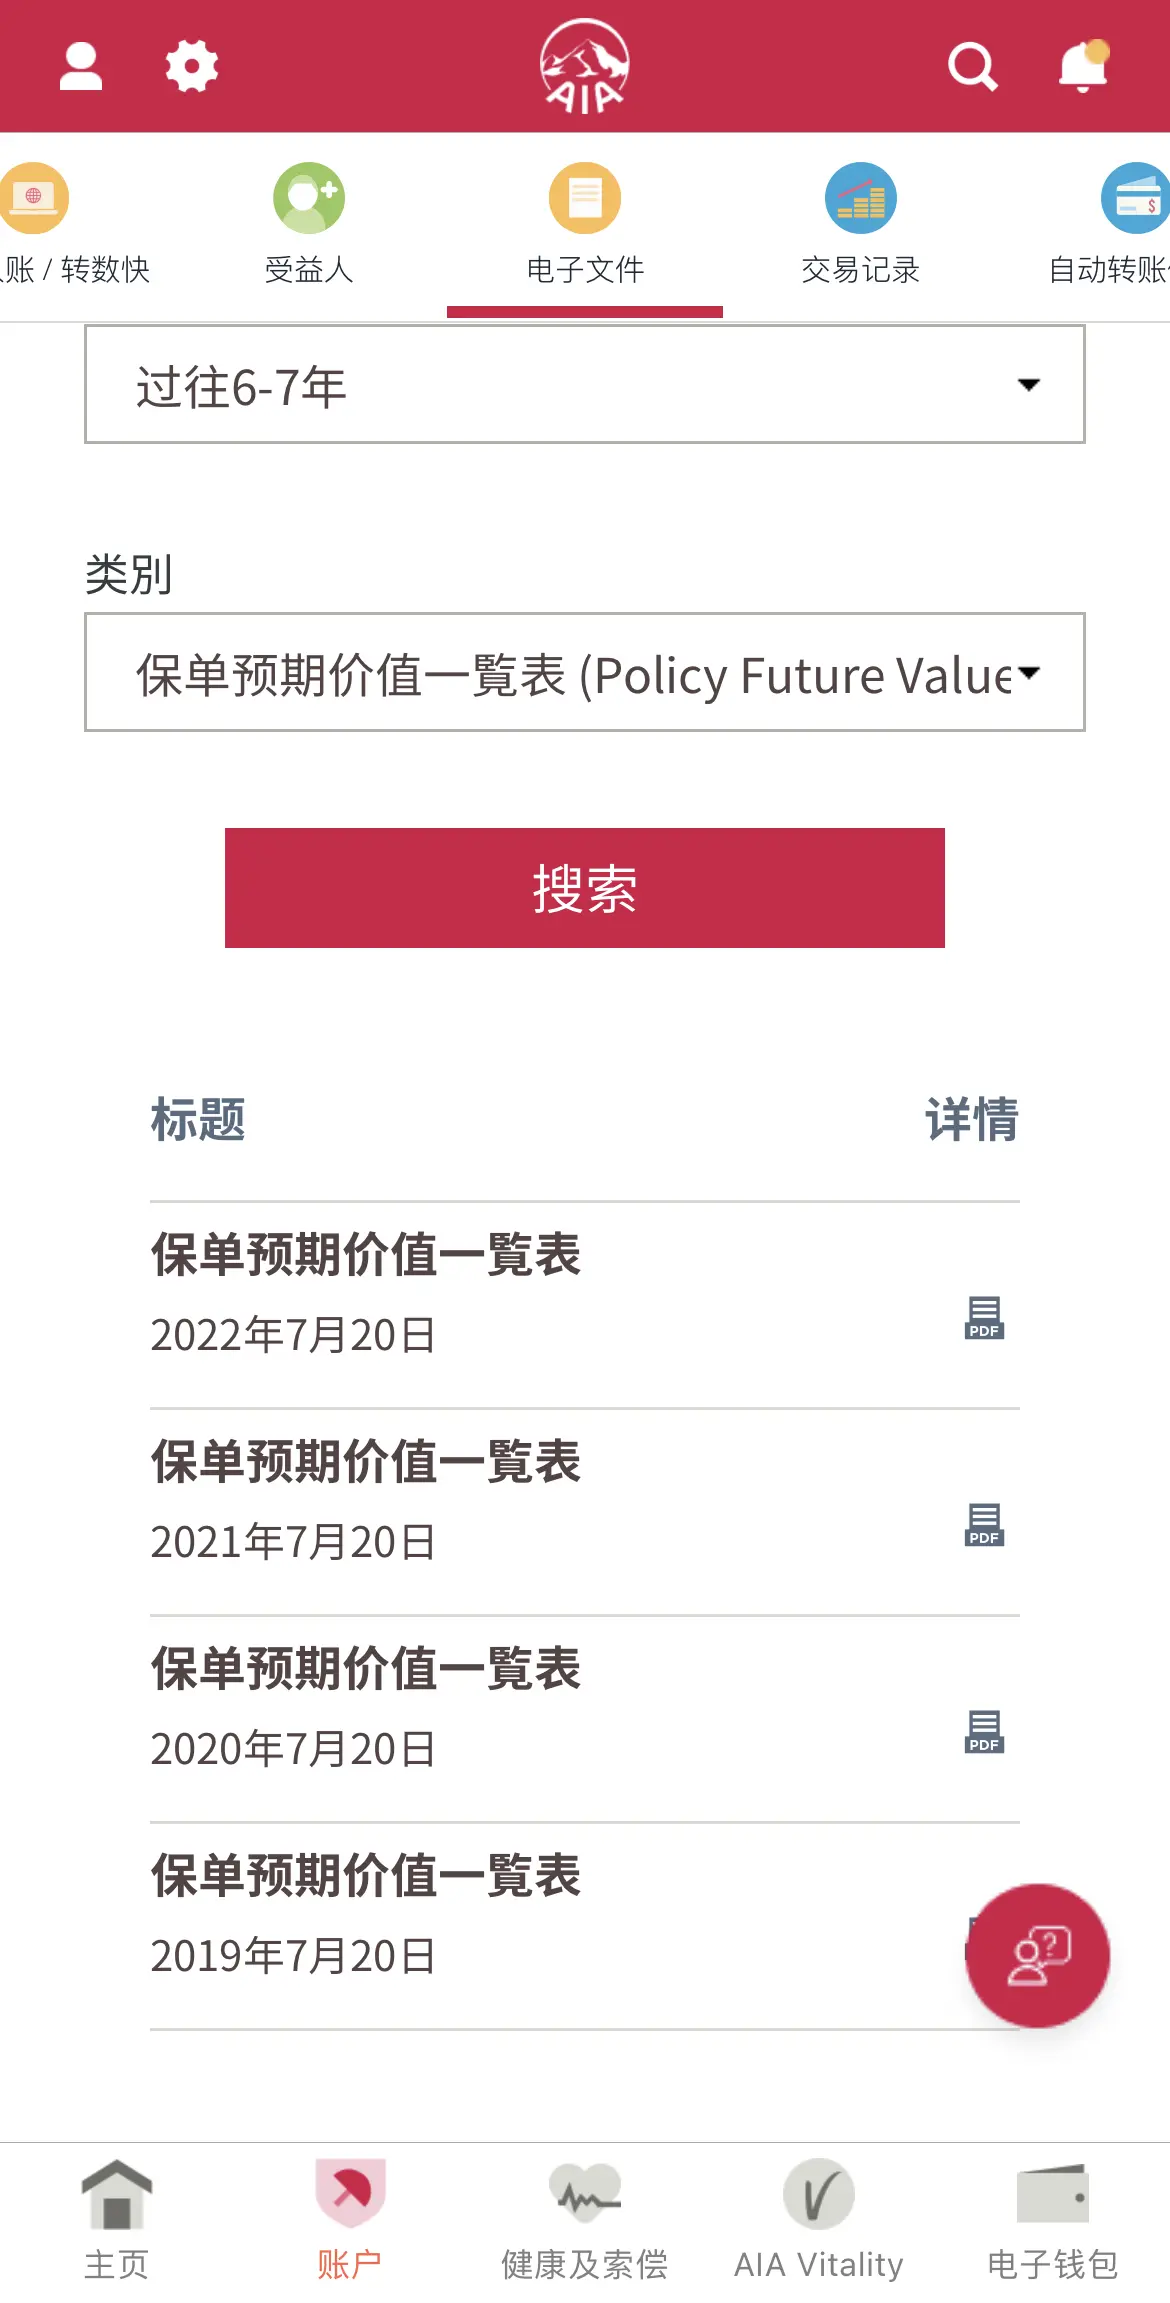 AIA
账 / 转数快
受益人
电子文件
交易记录
自动转账
过往6-7年
类别
保单预期价值一覧表 (Policy Future Value
搜索
标题
详情
保单预期价值一覧表
2022年7月20日
PDF
保单预期价值一覧表
2021年7月20日
PDF
保单预期价值一覧表
2020年7月20日
PDF
保单预期价值一覧表
2019年7月20日
主页
账户
健康及索偿
AIA Vitality
电子钱包